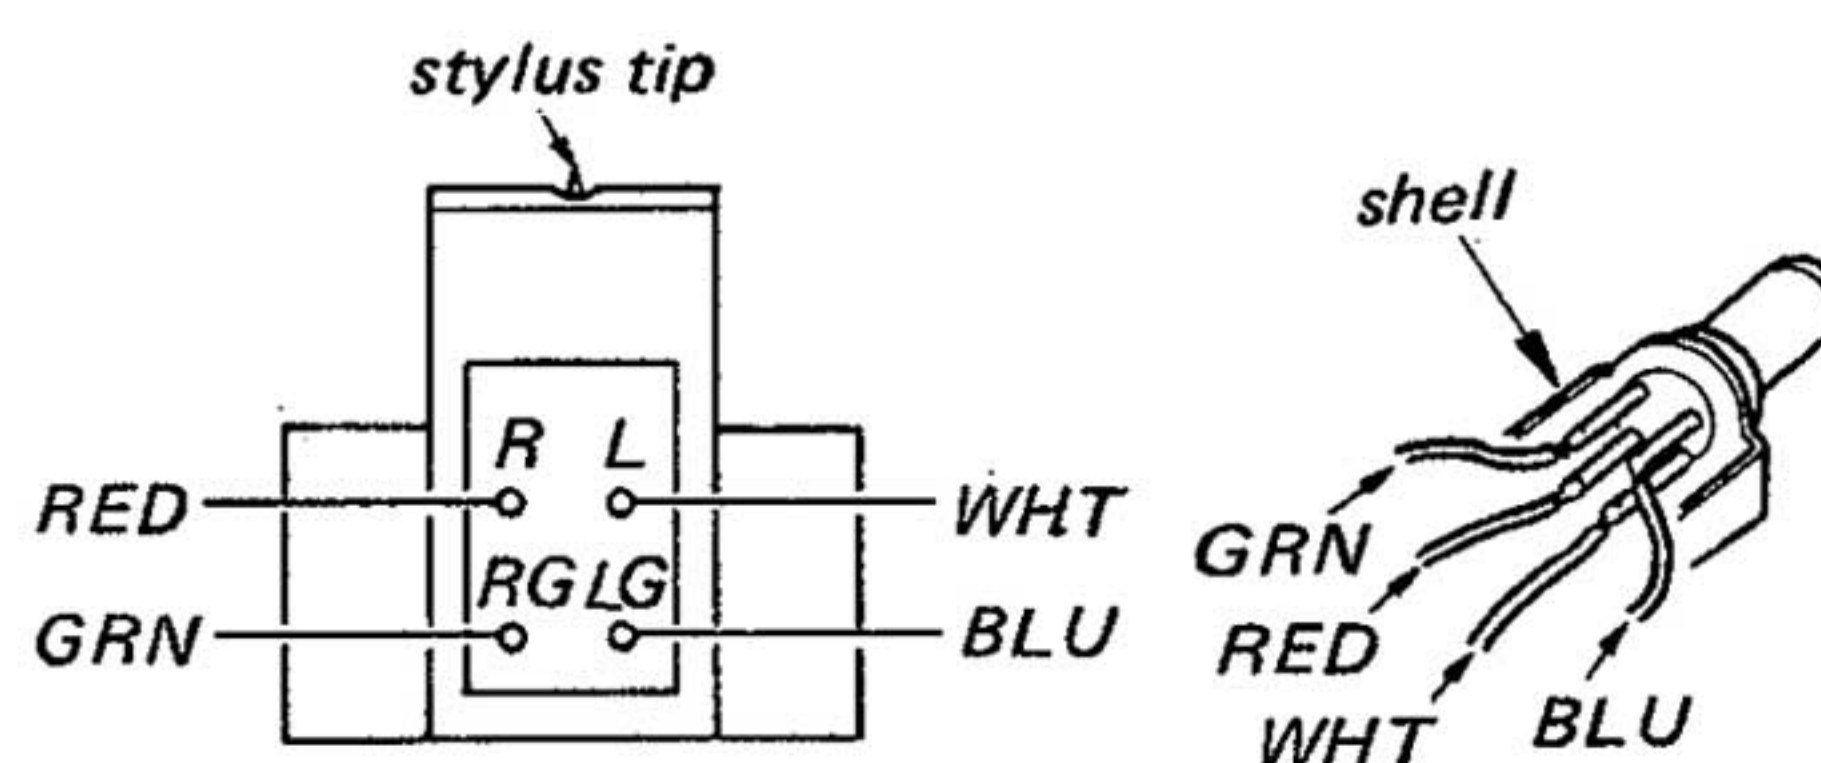 stylus tip
R L
RED WHT
RG LG
GRN BLU
shell
GRN
RED
WHT
BLU